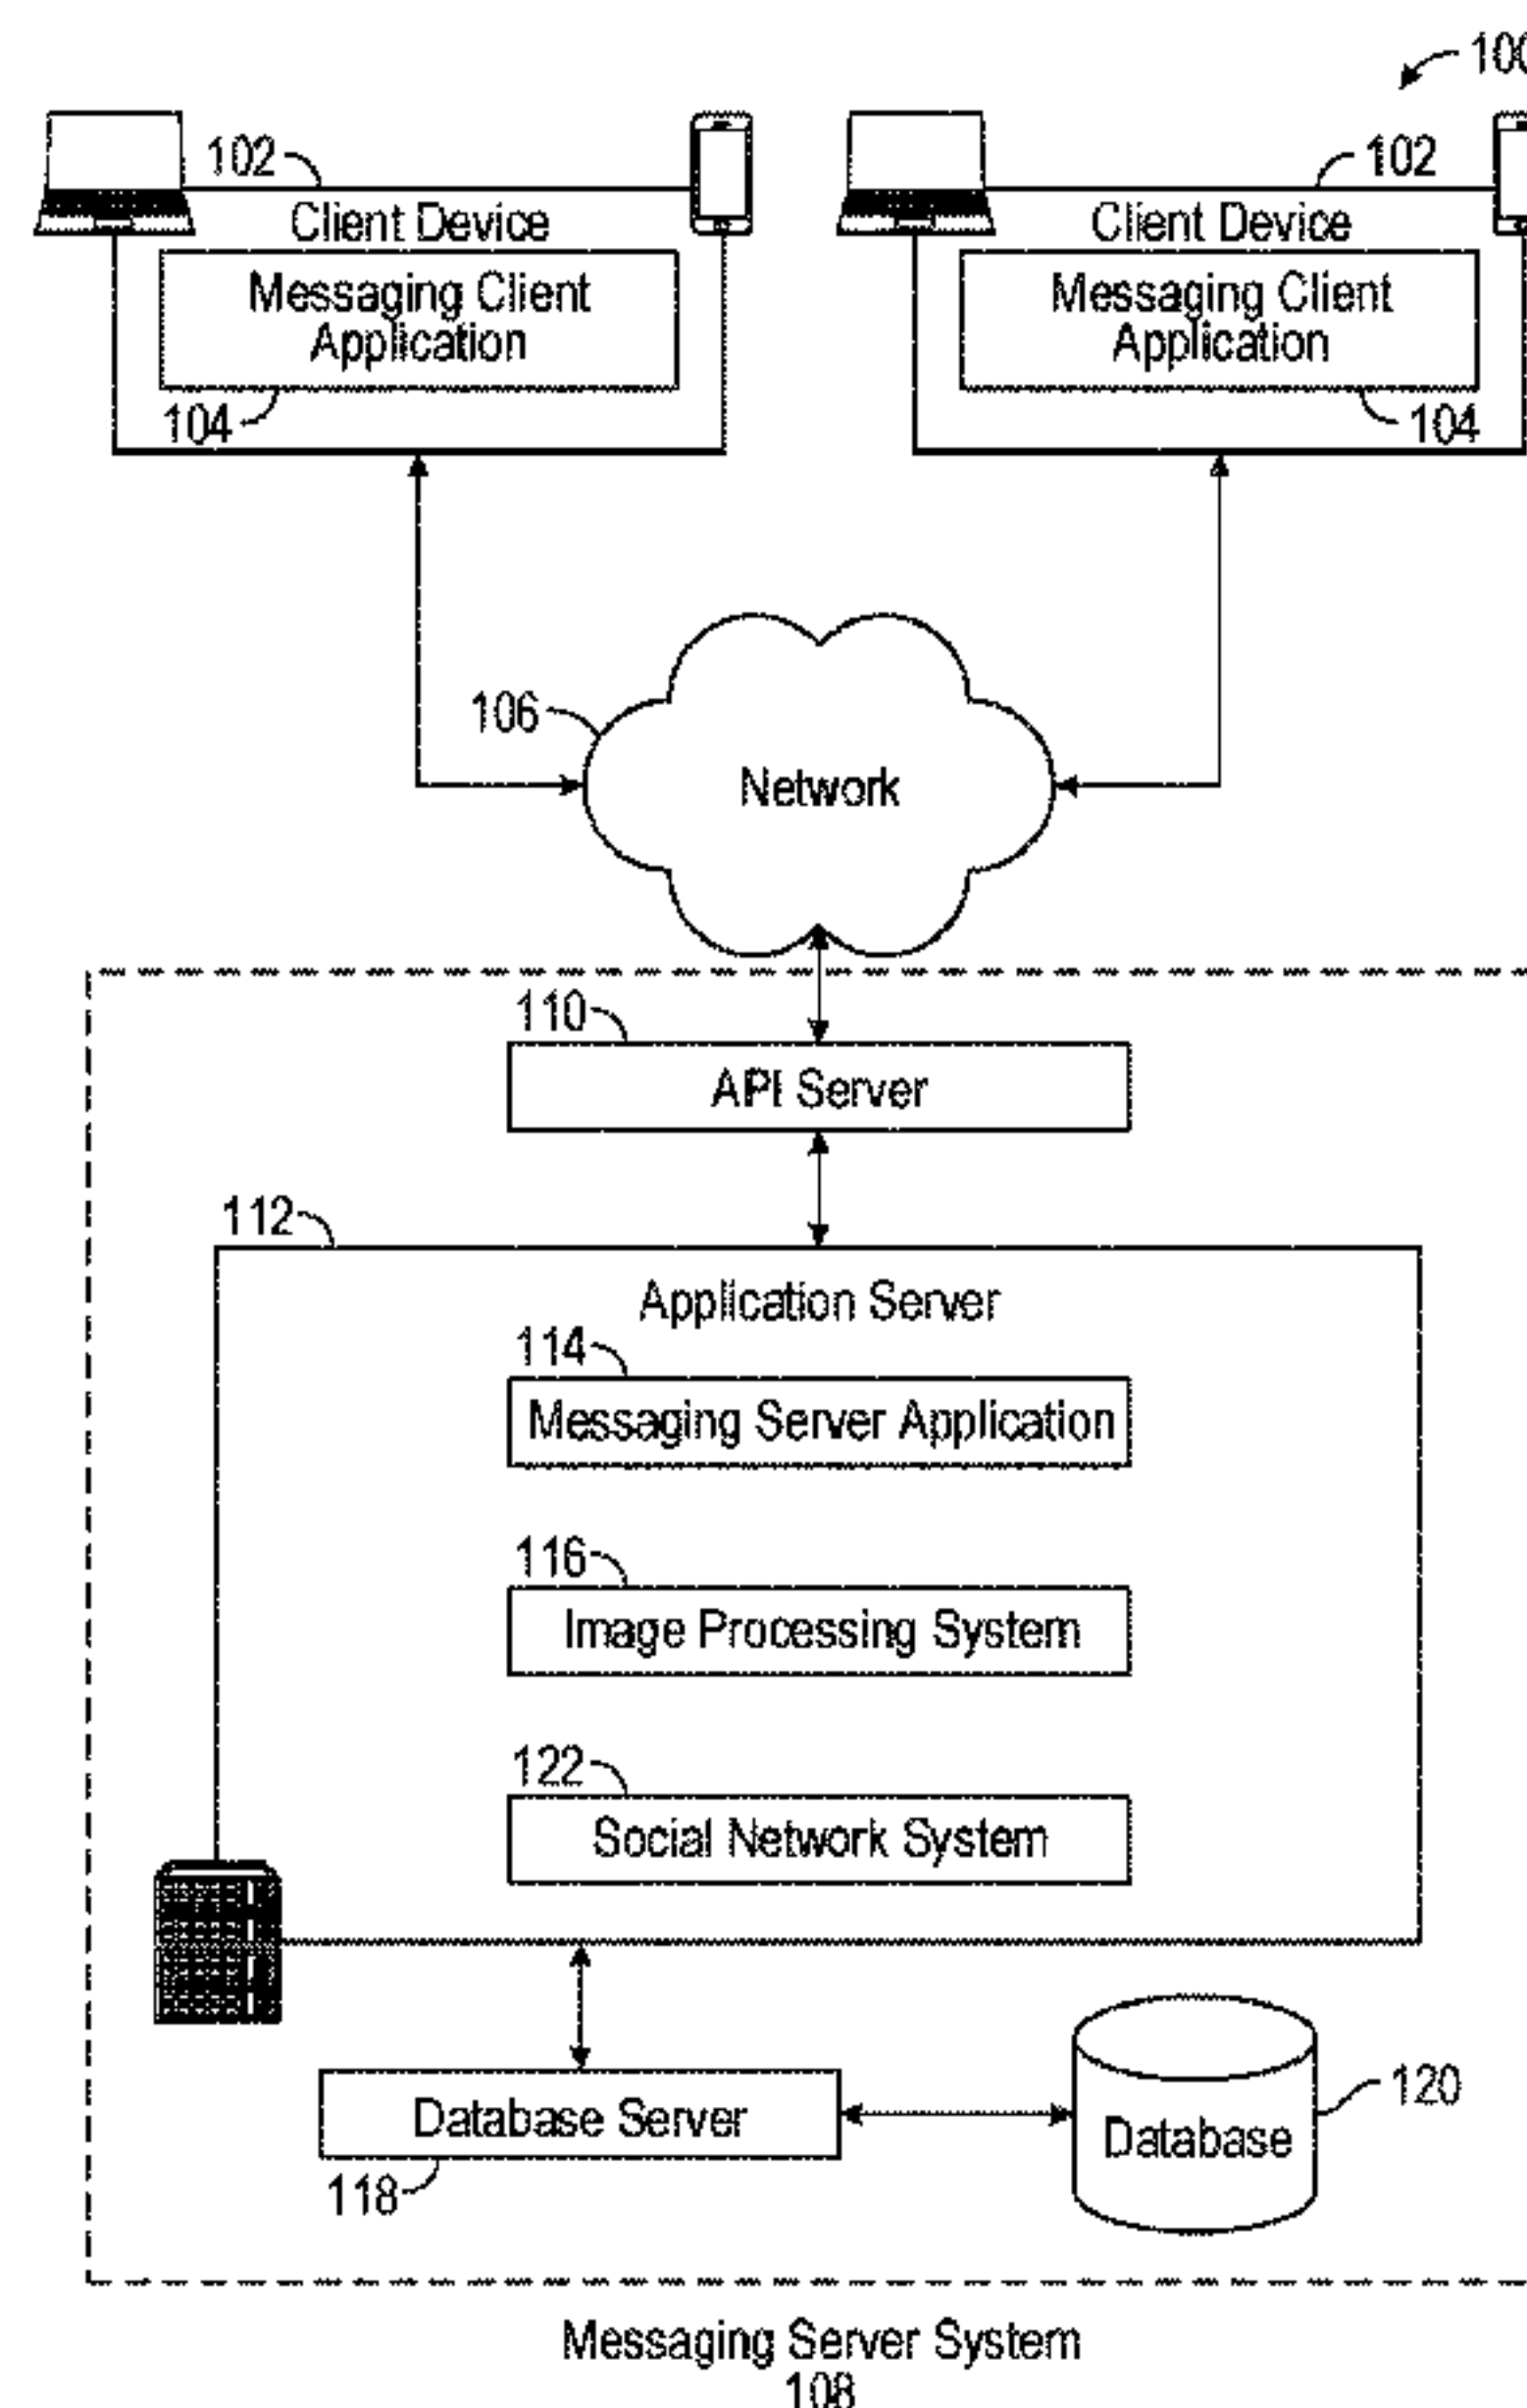 100
102
102
Client Device
Client Device
Messaging Client
Application
Messaging Client
Application
104
104
106
Network
110
API Server
112
Application Server
114
Messaging Server Application
116
Image Processing System
122
Social Network System
Database Server
118
Database
120
Messaging Server System
108